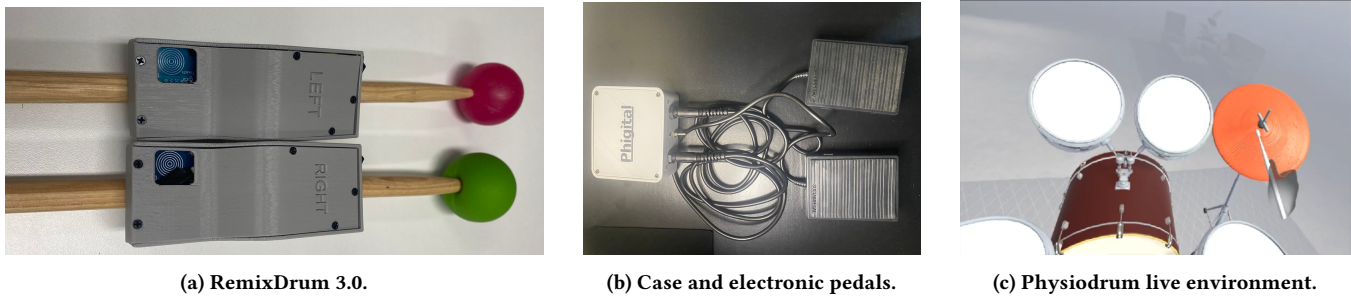 LEFT
RIGHT
Phigital
(a) RemixDrum 3.0.
(b) Case and electronic pedals.
(c) Physiodrum live environment.